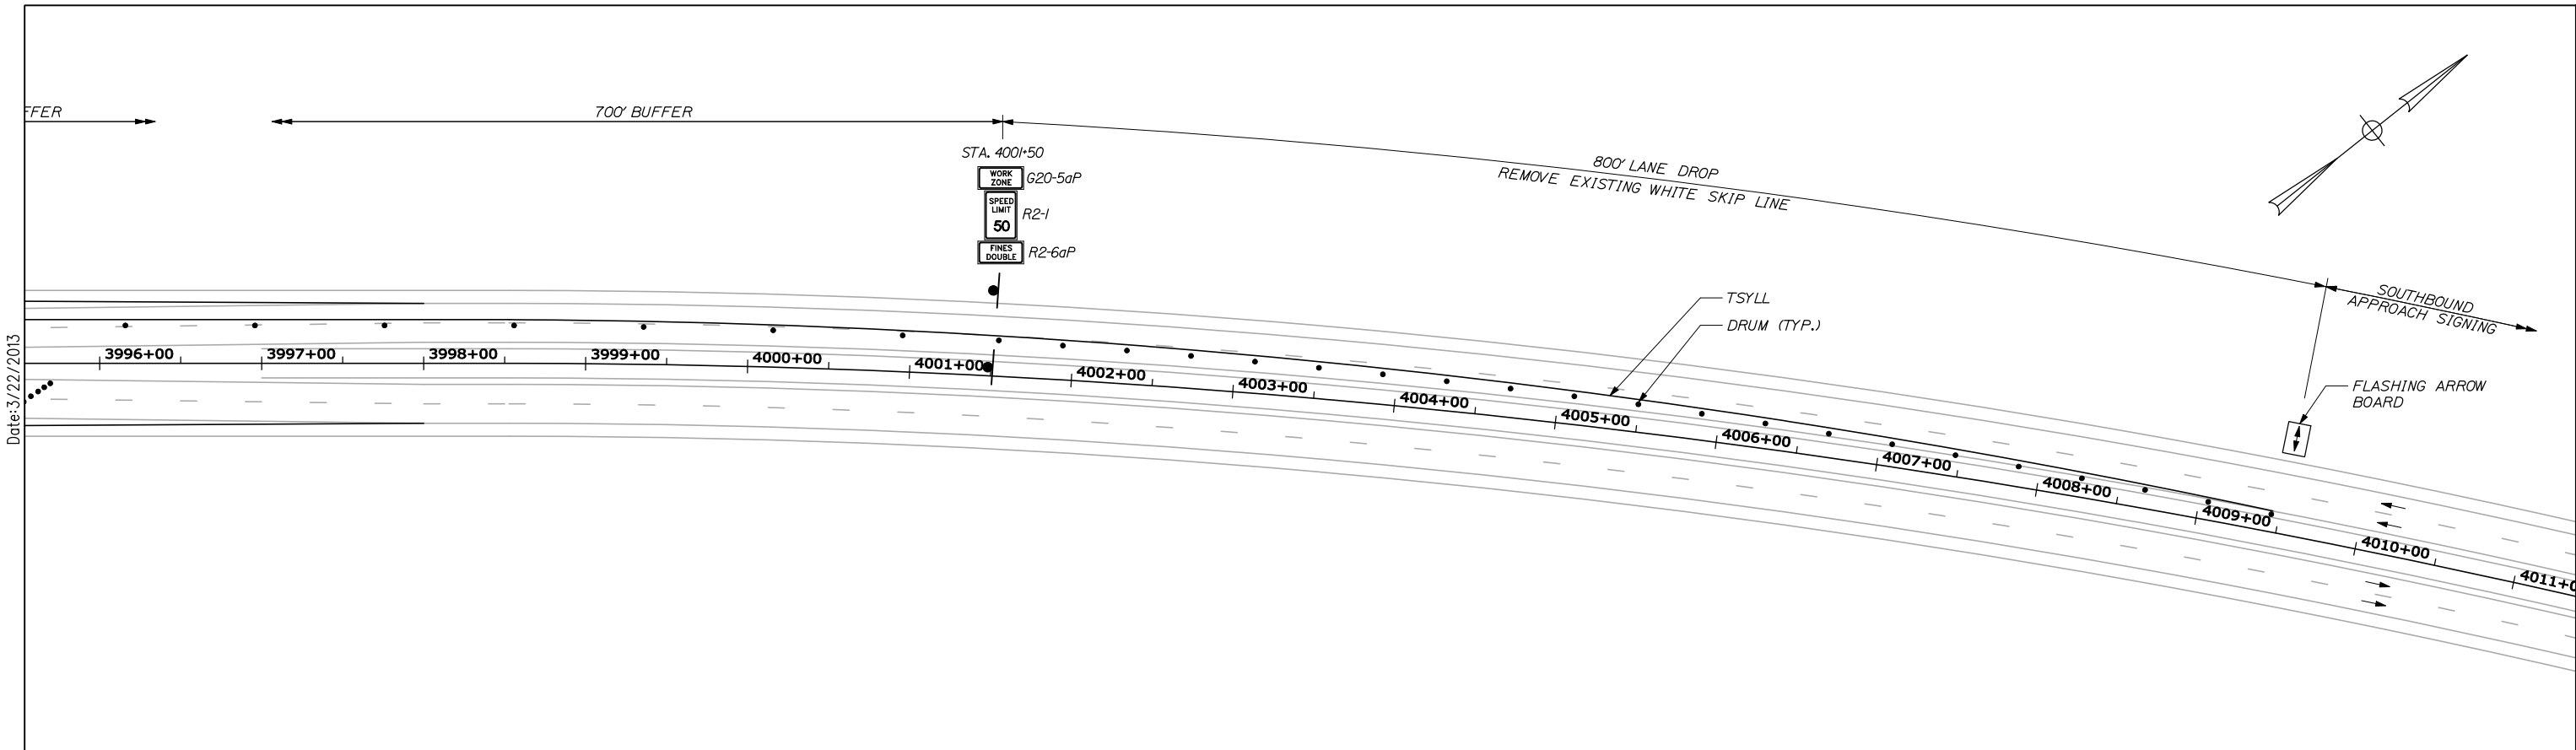 FFER
700' BUFFER
STA. 4001+50
WORK
ZONE
G20-5aP
SPEED
LIMIT
50
R2-1
FINES
DOUBLE
R2-6aP
800' LANE DROP
REMOVE EXISTING WHITE SKIP LINE
SOUTHBOUND
APPROACH SIGNING
TSYLL
DRUM (TYP.)
FLASHING ARROW
BOARD
3996+00
3997+00
3998+00
3999+00
4000+00
4001+00
4002+00
4003+00
4004+00
4005+00
4006+00
4007+00
4008+00
4009+00
4010+00
4011+0
Date:3/22/2013